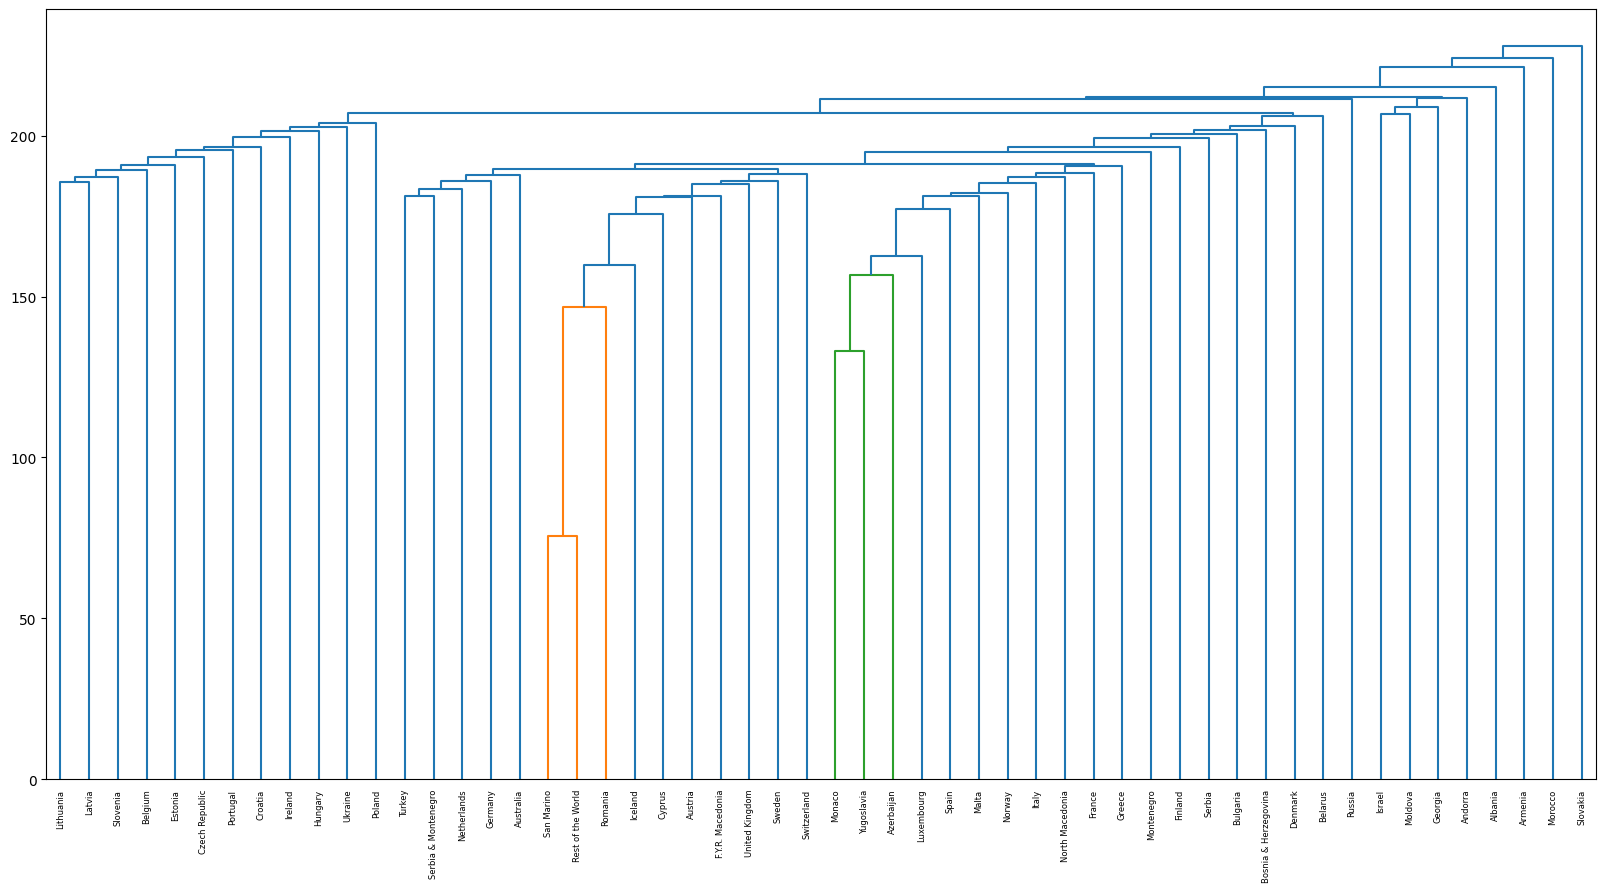 200
150
100
50
0
Lithuania
Latvia
Slovenia
Belgium
Estonia
Czech Republic
Portugal
Croatia
Ireland
Hungary
Ukraine
Poland
Turkey
Serbia & Montenegro
Netherlands
Germany
Australia
San Marino
Rest of the World
Romania
Iceland
Cyprus
Austria
F.Y.R. Macedonia
United Kingdom
Sweden
Switzerland
Monaco
Yugoslavia
Azerbaijan
Luxembourg
Spain
Malta
Norway
Italy
North Macedonia
France
Greece
Montenegro
Finland
Serbia
Bulgaria
Bosnia & Herzegovina
Denmark
Belarus
Russia
Israel
Moldova
Georgia
Andorra
Albania
Armenia
Morocco
Slovakia